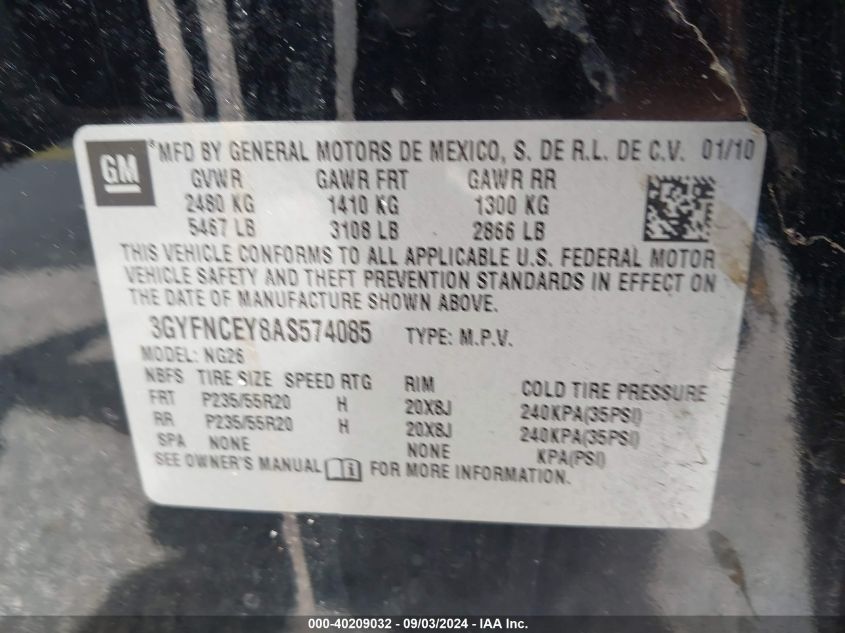 GM ® MFD BY GENERAL MOTORS DE MEXICO, S. DE R.L. DE C.V. 01/10
GVWR GAWR FRT GAWR RR
2480 KG 1410 KG 1300 KG
5467 LB 3108 LB 2866 LB
THIS VEHICLE CONFORMS TO ALL APPLICABLE U.S. FEDERAL MOTOR
VEHICLE SAFETY AND THEFT PREVENTION STANDARDS IN EFFECT ON
THE DATE OF MANUFACTURE SHOWN ABOVE.
3GYFNCEY8AS574085 TYPE: M.P.V.
MODEL: NG26
NBFS TIRE SIZE SPEED RTG RIM COLD TIRE PRESSURE
FRT P235/55R20 H 20X8J 240KPA(35PSI)
RR P235/55R20 H 20X8J 240KPA(35PSI)
SPA NONE NONE KPA(PSI)
SEE OWNER'S MANUAL i FOR MORE INFORMATION.
000-40209032 - 09/03/2024 - IAA Inc.